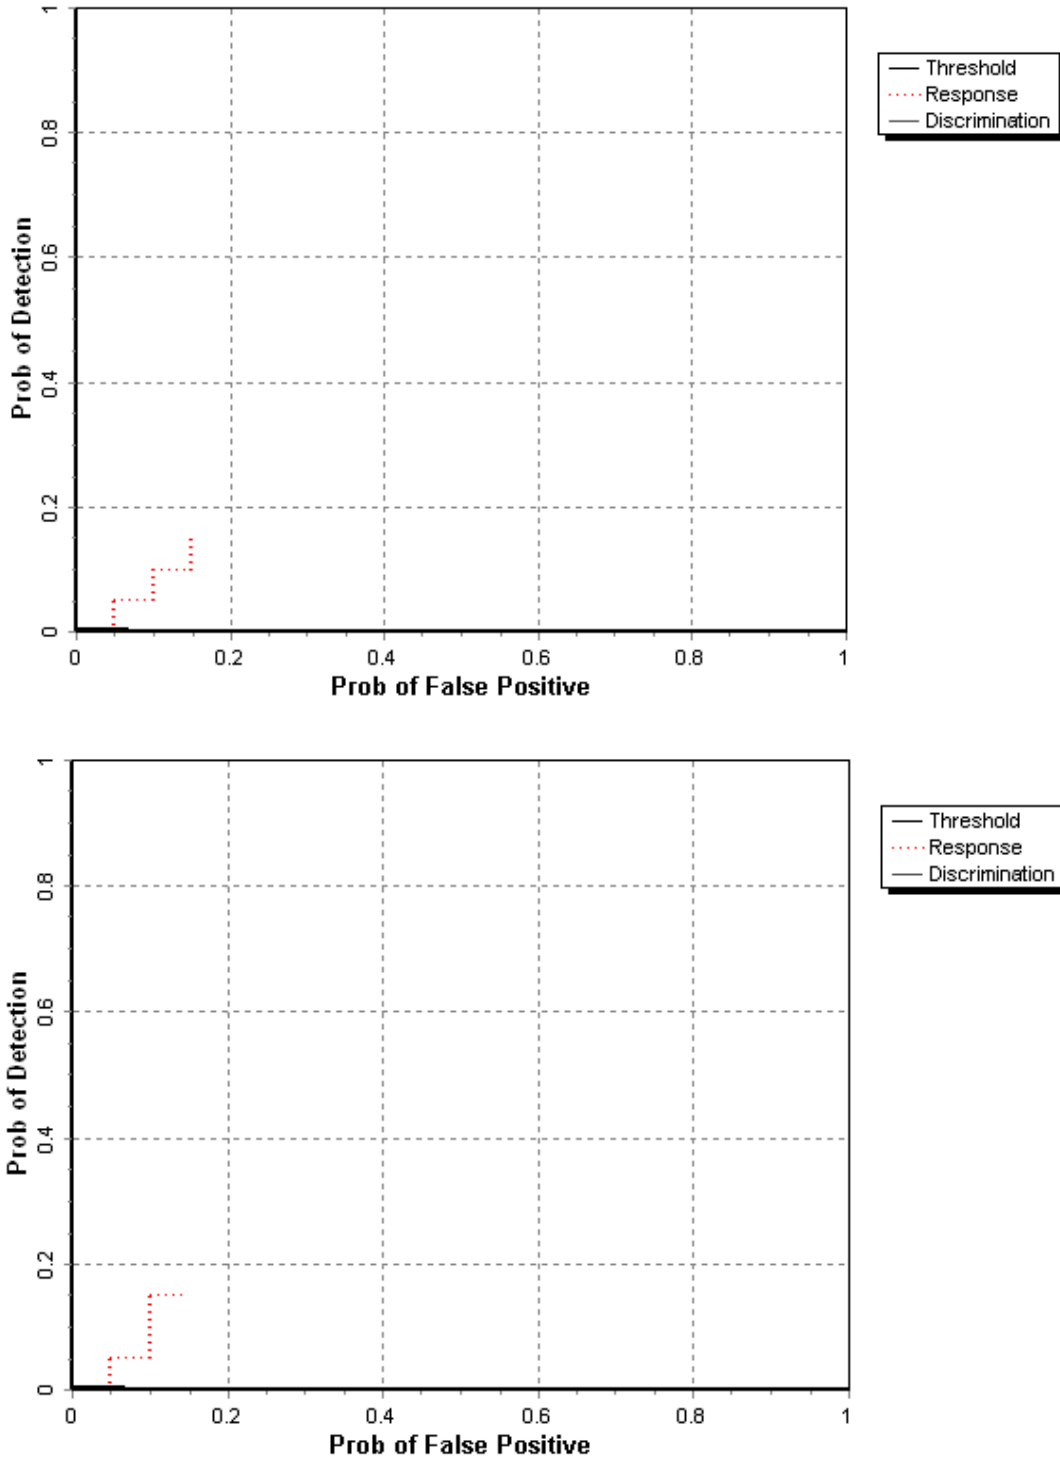 1
0.8
0.6
0.4
0.2
0
Prob of Detection
0 0.2 0.4 0.6 0.8 1
Prob of False Positive
Threshold
Response
Discrimination
1
0.8
0.6
0.4
0.2
0
Prob of Detection
0 0.2 0.4 0.6 0.8 1
Prob of False Positive
Threshold
Response
Discrimination